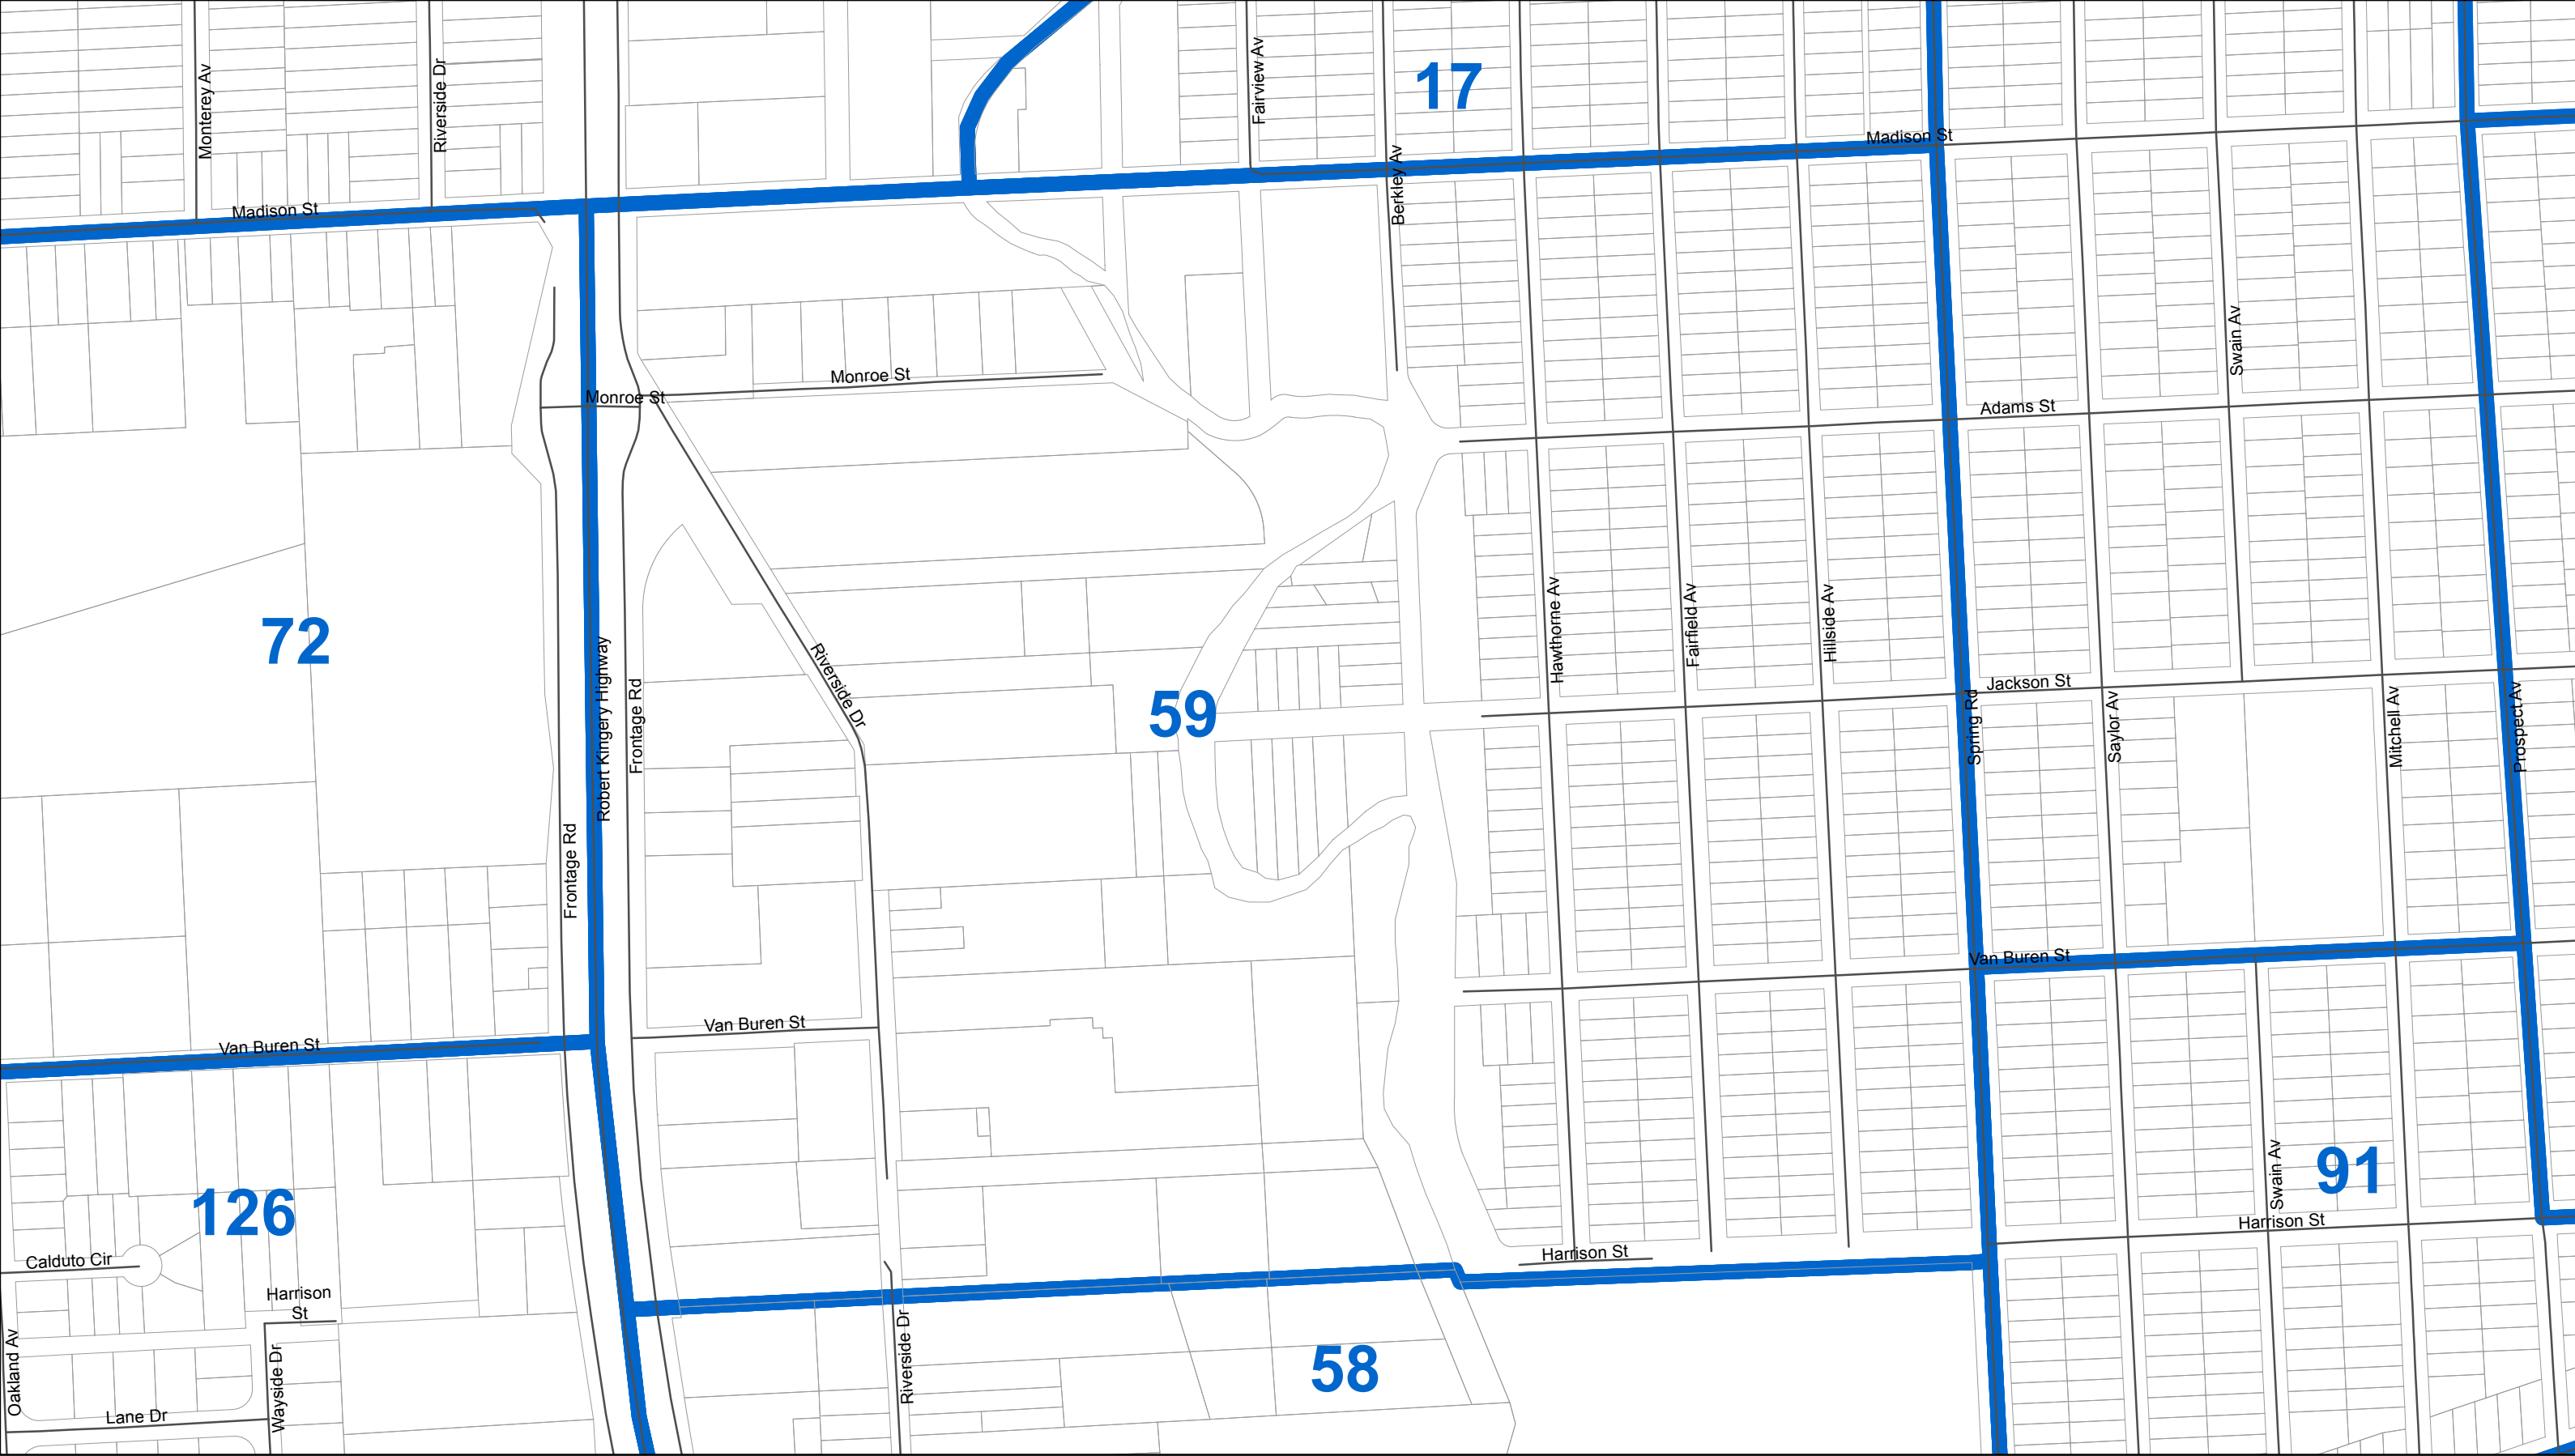 Monterey Av
Riverside Dr
Fairview Av
17
Madison St
Berkley Av
Madison St
Swain Av
Monroe St
Monroe St
Adams St
72
Robert Kingery Highway
Frontage Rd
Riverside Dr
59
Hawthorne Av
Fairfield Av
Hillside Av
Jackson St
Spring Rd
Saylor Av
Mitchell Av
Prospect Av
Frontage Rd
Van Buren St
Van Buren St
Van Buren St
126
Swain Av
91
Harrison St
Calduto Cir
Harrison St
Harrison
St
Oakland Av
Wayside Dr
Riverside Dr
58
Lane Dr